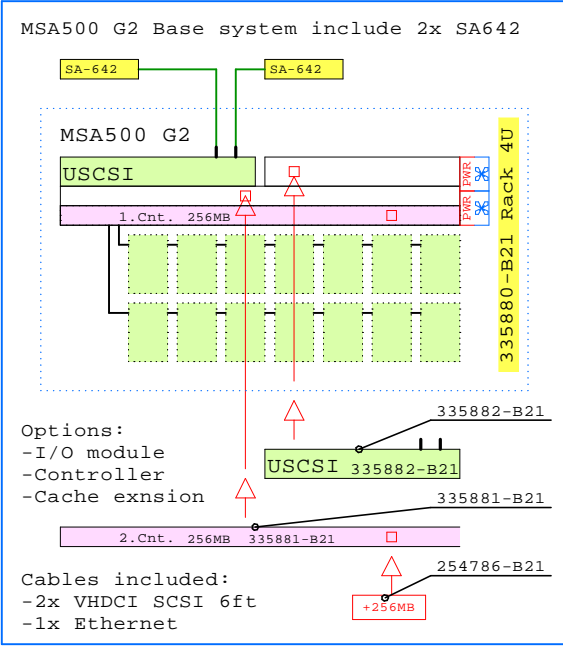 MSA500 G2 Base system include 2x SA642
SA-642
SA-642
MSA500 G2
USCSI
PWR
PWR
1.Cnt. 256MB
335880-B21 Rack 4U
335882-B21
Options:
-I/O module
-Controller
-Cache exnsion
USCSI 335882-B21
335881-B21
2.Cnt. 256MB 335881-B21
254786-B21
Cables included:
-2x VHDCI SCSI 6ft
-1x Ethernet
+256MB